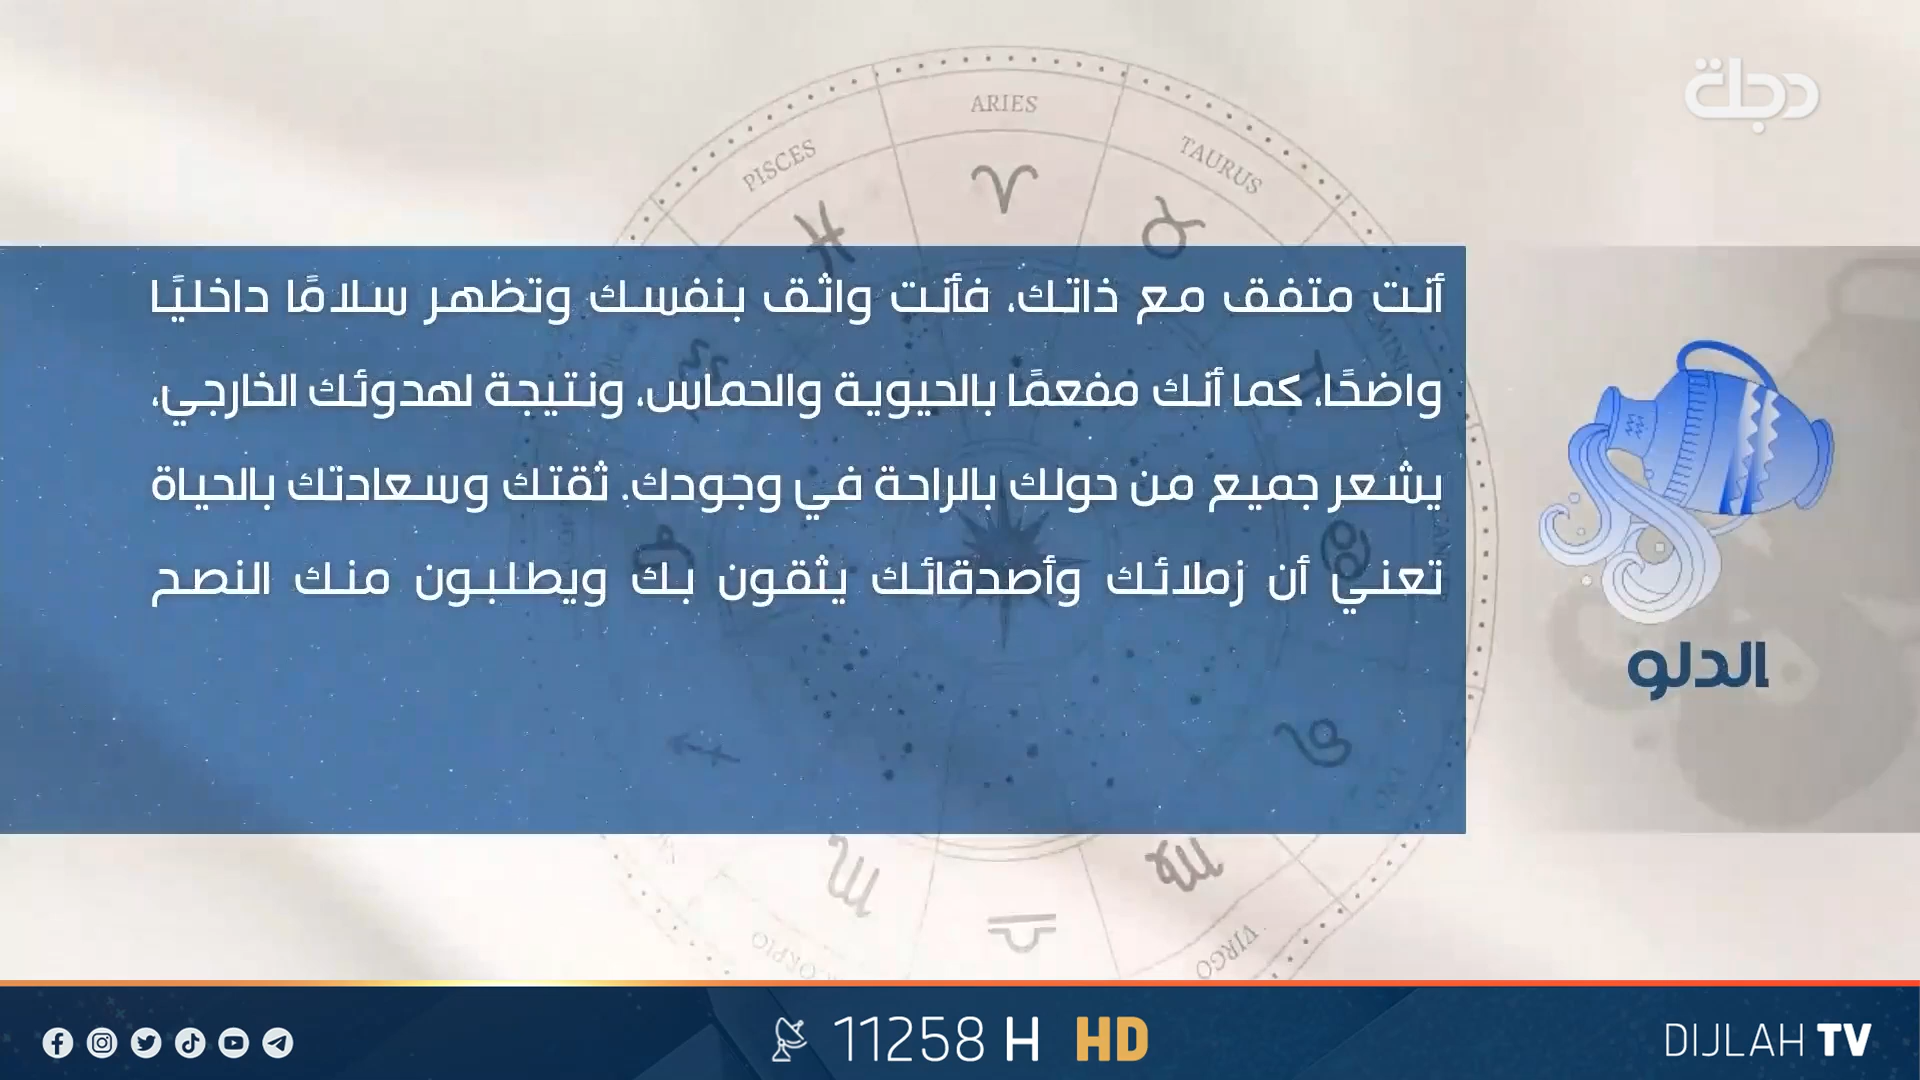 دجلة
ARIES
PISCES
TAURUS
أنت متفق مع ذاتك، فأنت واثق بنفسك وتظهر سلامًا داخليًا
واضحًا، كما أنك مفعمًا بالحيوية والحماس، ونتيجة لهدوئك الخارجي،
يشعر جميع من حولك بالراحة في وجودك. ثقتك وسعادتك بالحياة
تعني أن زملائك وأصدقائك يثقون بك ويطلبون منك النصح
الدلو
VIRGO
11258 H HD
DIJLAH TV